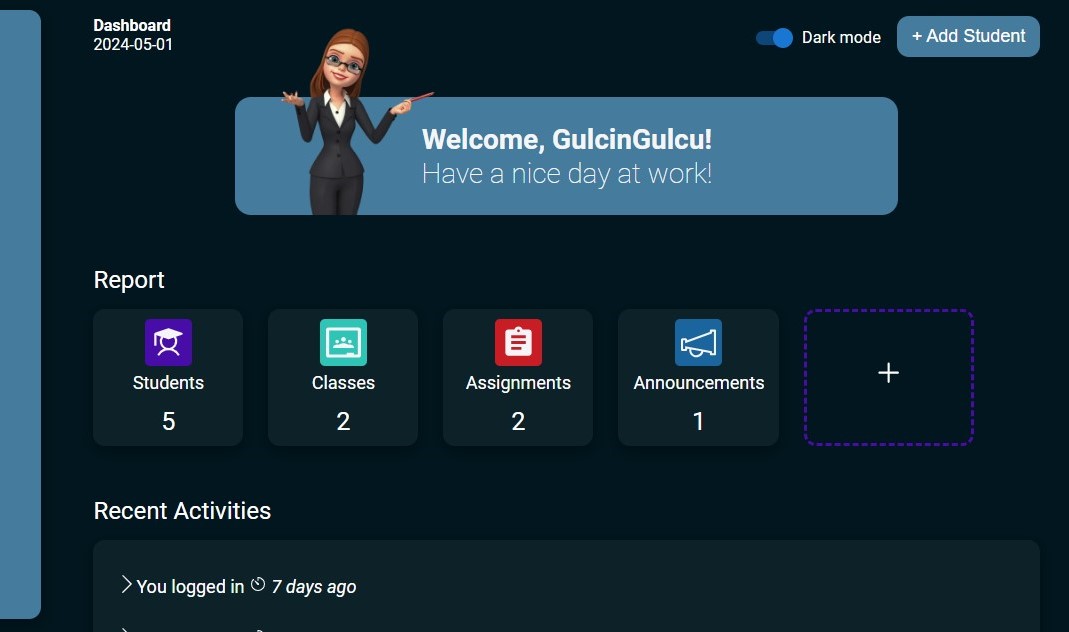 Dashboard
2024-05-01
Dark mode
+ Add Student
Welcome, GulcinGulcu!
Have a nice day at work!
Report
Students
5
Classes
2
Assignments
2
Announcements
1
+
Recent Activities
You logged in 7 days ago